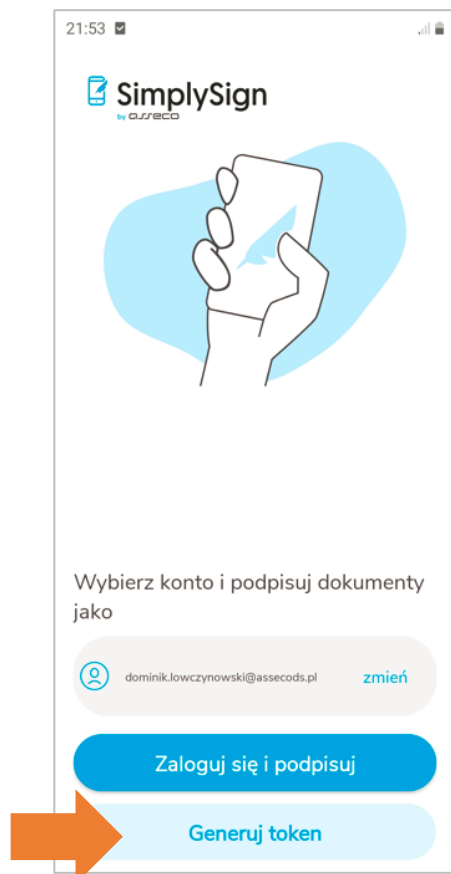 21:53
SimplySign
by asseco
Wybierz konto i podpisuj dokumenty
jako
dominik.lowczynowski@assecods.pl zmień
Zaloguj się i podpisuj
Generuj token